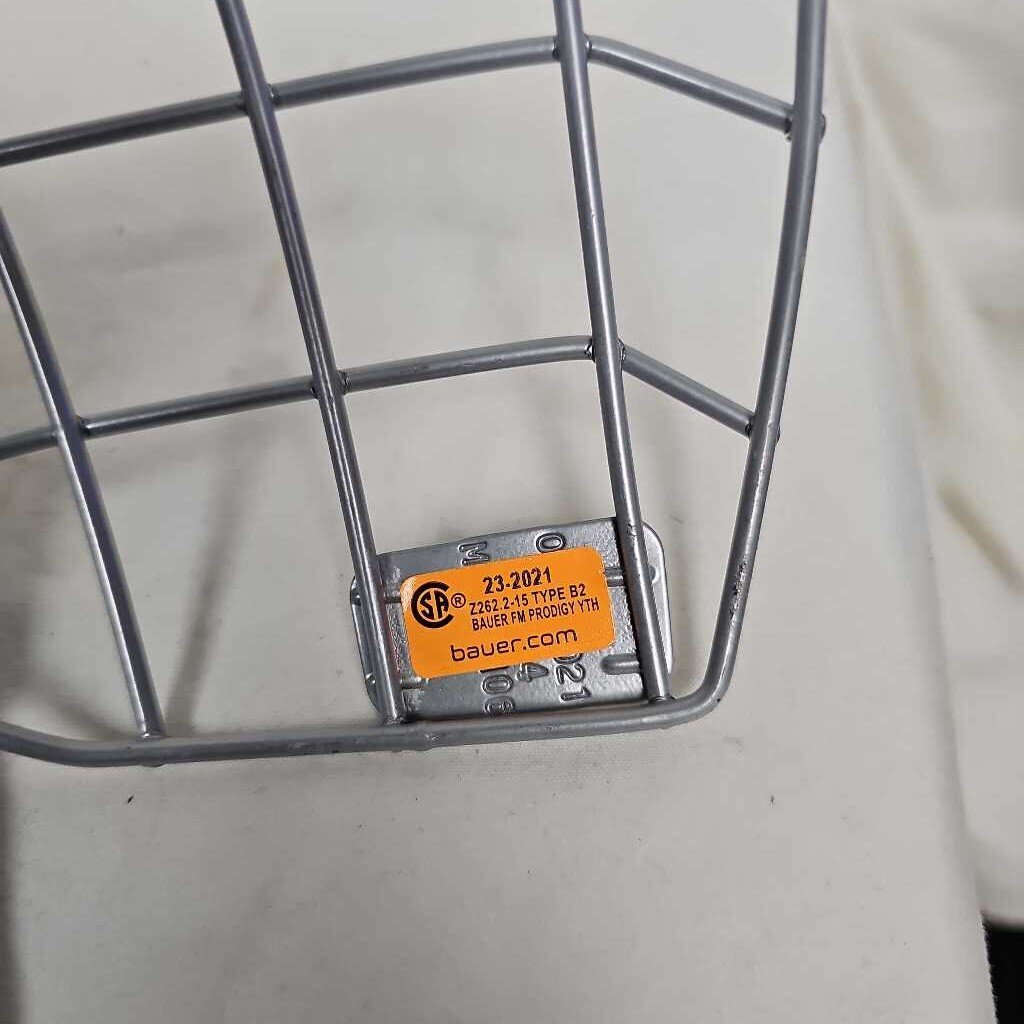 23-2021
CSA®
Z262.2-15 TYPE B2
BAUER FM PRODIGY YTH
bauer.com